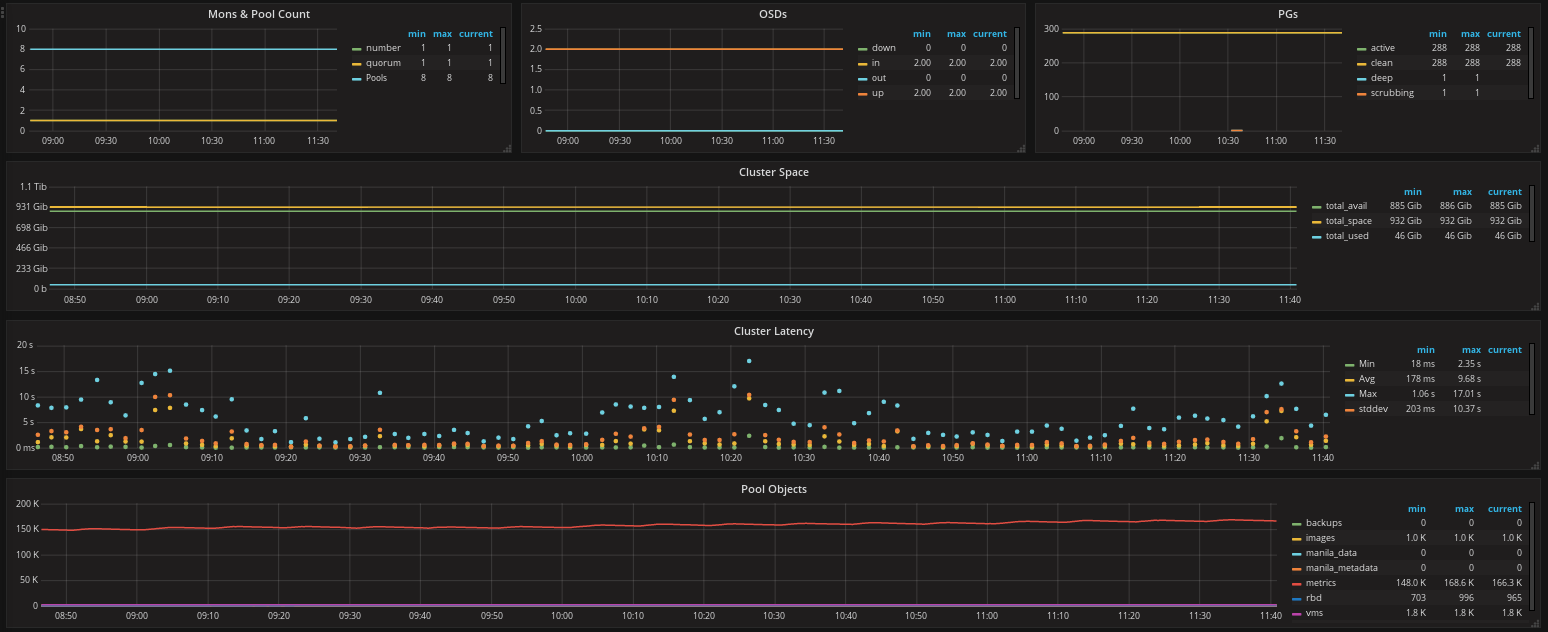 Mons & Pool Count
min max current
10
8
6
4
2
0
number 1 1 1
quorum 1 1 1
Pools 8 8 8
09:00 09:30 10:00 10:30 11:00 11:30
OSDs
min max current
2.5
2.0
1.5
1.0
0.5
0
down 0 0 0
in 2.00 2.00 2.00
out 0 0 0
up 2.00 2.00 2.00
09:00 09:30 10:00 10:30 11:00 11:30
PGs
min max current
300
200
100
0
active 288 288 288
clean 288 288 288
deep 1 1
scrubbing 1 1
09:00 09:30 10:00 10:30 11:00 11:30
Cluster Space
1.1 Tib
931 Gib
698 Gib
466 Gib
233 Gib
0 b
08:50 09:00 09:10 09:20 09:30 09:40 09:50 10:00 10:10 10:20 10:30 10:40 10:50 11:00 11:10 11:20 11:30 11:40
min max current
total_avail 885 Gib 886 Gib 885 Gib
total_space 932 Gib 932 Gib 932 Gib
total_used 46 Gib 46 Gib 46 Gib
Cluster Latency
20 s
15 s
10 s
5 s
0 ms
08:50 09:00 09:10 09:20 09:30 09:40 09:50 10:00 10:10 10:20 10:30 10:40 10:50 11:00 11:10 11:20 11:30 11:40
min max current
Min 18 ms 2.35 s
Avg 178 ms 9.68 s
Max 1.06 s 17.01 s
stddev 203 ms 10.37 s
Pool Objects
200 K
150 K
100 K
50 K
0
08:50 09:00 09:10 09:20 09:30 09:40 09:50 10:00 10:10 10:20 10:30 10:40 10:50 11:00 11:10 11:20 11:30 11:40
min max current
backups 0 0 0
images 1.0 K 1.0 K 1.0 K
manila_data 0 0 0
manila_metadata 0 0 0
metrics 148.0 K 168.6 K 166.3 K
rbd 703 996 965
vms 1.8 K 1.8 K 1.8 K